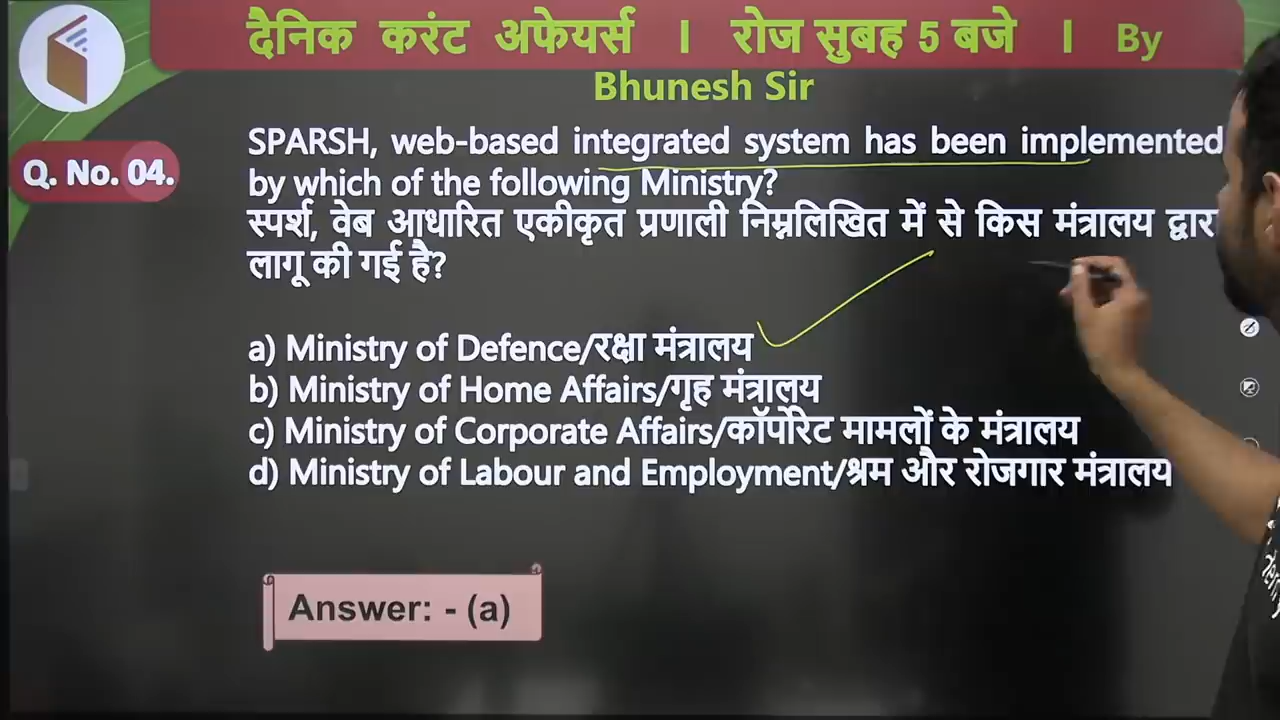 दैनिक करंट अफेयर्स । रोज सुबह 5 बजे । By
Bhunesh Sir
Q. No. 04.
SPARSH, web-based integrated system has been implemented
by which of the following Ministry?
स्पर्श, वेब आधारित एकीकृत प्रणाली निम्नलिखित में से किस मंत्रालय द्वार
लागू की गई है?
a) Ministry of Defence/रक्षा मंत्रालय
b) Ministry of Home Affairs/गृह मंत्रालय
c) Ministry of Corporate Affairs/कॉर्पोरेट मामलों के मंत्रालय
d) Ministry of Labour and Employment/श्रम और रोजगार मंत्रालय
Answer: - (a)